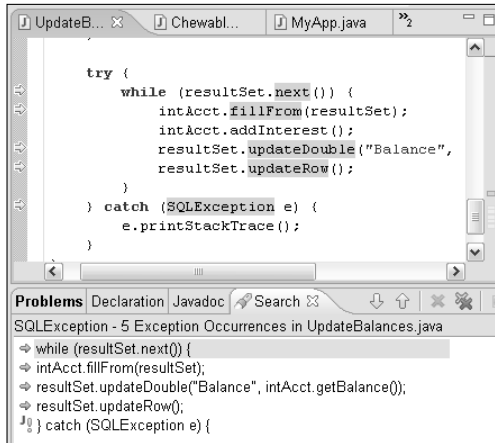 UpdateB... Chewabl... MyApp.java »2
try {
while (resultSet.next()) {
intAcct.fillFrom(resultSet);
intAcct.addInterest();
resultSet.updateDouble("Balance",
resultSet.updateRow();
}
} catch (SQLException e) {
e.printStackTrace();
}
Problems Declaration Javadoc Search
SQLException - 5 Exception Occurrences in UpdateBalances.java
while (resultSet.next()) {
intAcct.fillFrom(resultSet);
resultSet.updateDouble("Balance", intAcct.getBalance());
resultSet.updateRow();
} catch (SQLException e) {